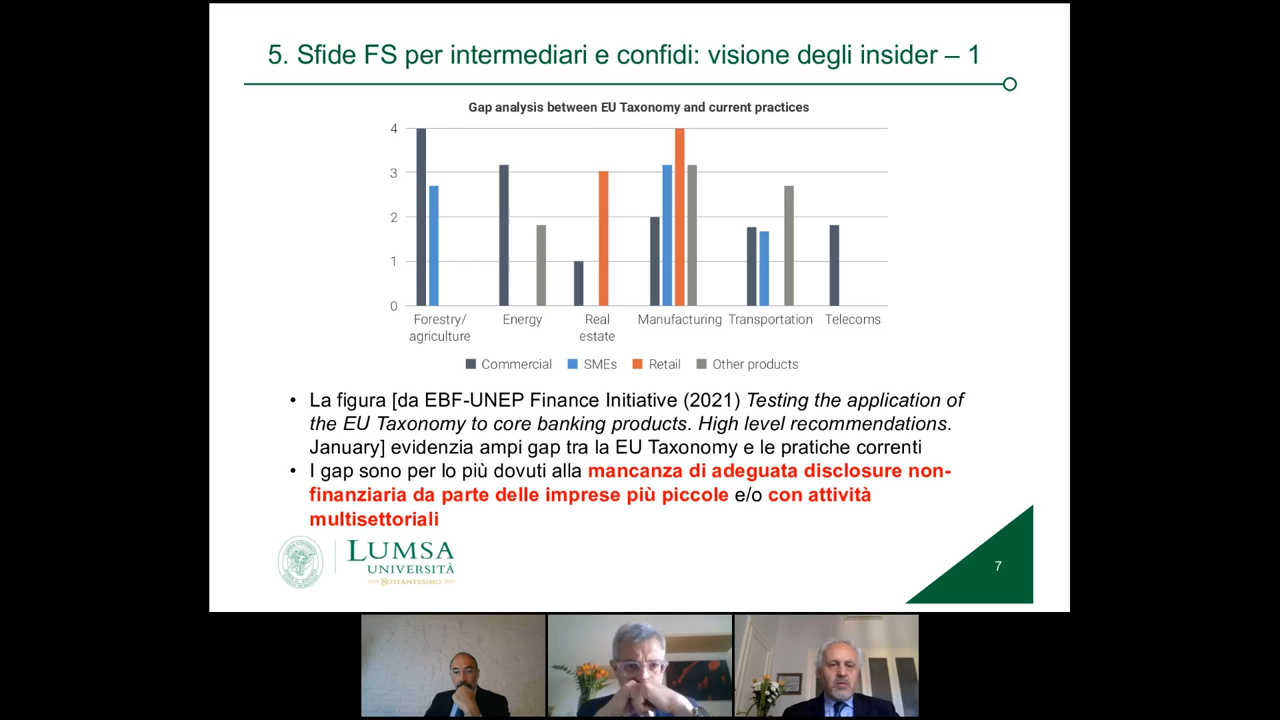 5. Sfide FS per intermediari e confidi: visione degli insider – 1
Gap analysis between EU Taxonomy and current practices
4
3
2
1
0
Forestry/
agriculture
Energy
Real
estate
Manufacturing
Transportation
Telecoms
Commercial
SMEs
Retail
Other products
• La figura [da EBF-UNEP Finance Initiative (2021) Testing the application of
the EU Taxonomy to core banking products. High level recommendations.
January] evidenzia ampi gap tra la EU Taxonomy e le pratiche correnti
• I gap sono per lo più dovuti alla mancanza di adeguata disclosure non-
finanziaria da parte delle imprese più piccole e/o con attività
multisettoriali
LUMSA
UNIVERSITÀ
7